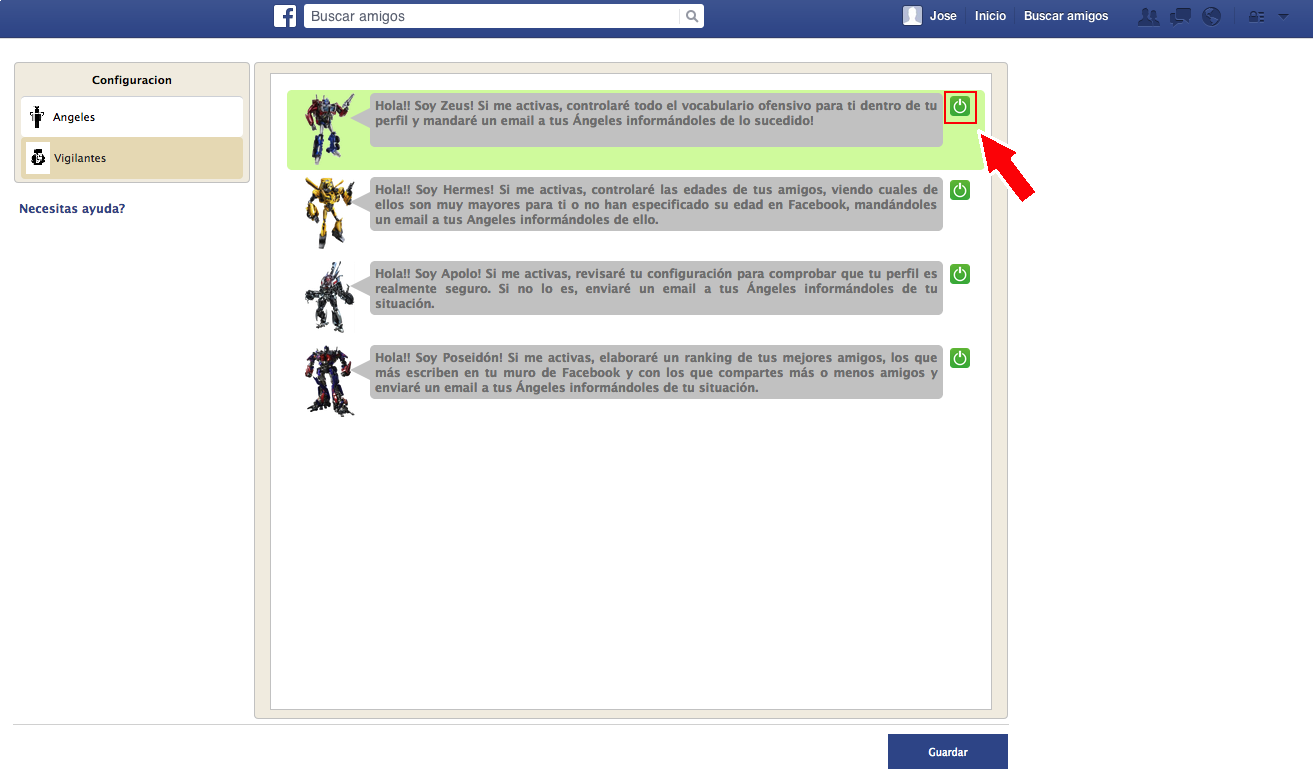 Buscar amigos
Jose
Inicio
Buscar amigos
Configuracion
Angeles
Vigilantes
Necesitas ayuda?
Hola!! Soy Zeus! Si me activas, controlaré todo el vocabulario ofensivo para ti dentro de tu
perfil y mandaré un email a tus Ángeles informándoles de lo sucedido!
Hola!! Soy Hermes! Si me activas, controlaré las edades de tus amigos, viendo cuales de
ellos son muy mayores para ti o no han especificado su edad en Facebook, mandándoles
un email a tus Angeles informándoles de ello.
Hola!! Soy Apolo! Si me activas, revisaré tu configuración para comprobar que tu perfil es
realmente seguro. Si no lo es, enviaré un email a tus Ángeles informándoles de tu
situación.
Hola!! Soy Poseidón! Si me activas, elaboraré un ranking de tus mejores amigos, los que
más escriben en tu muro de Facebook y con los que compartes más o menos amigos y
enviaré un email a tus Ángeles informándoles de tu situación.
Guardar